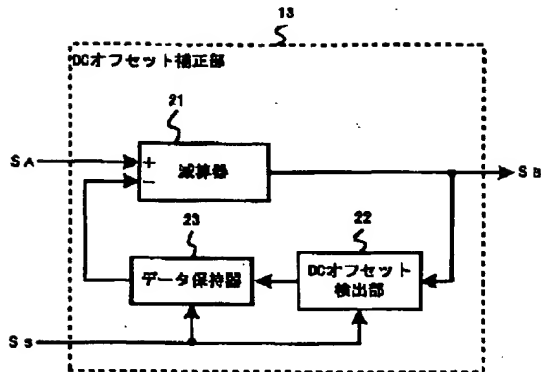 13
DCオフセット補正部
21
SA
+
減算器
−
SB
23
22
データ保持器
DCオフセット
検出部
SS